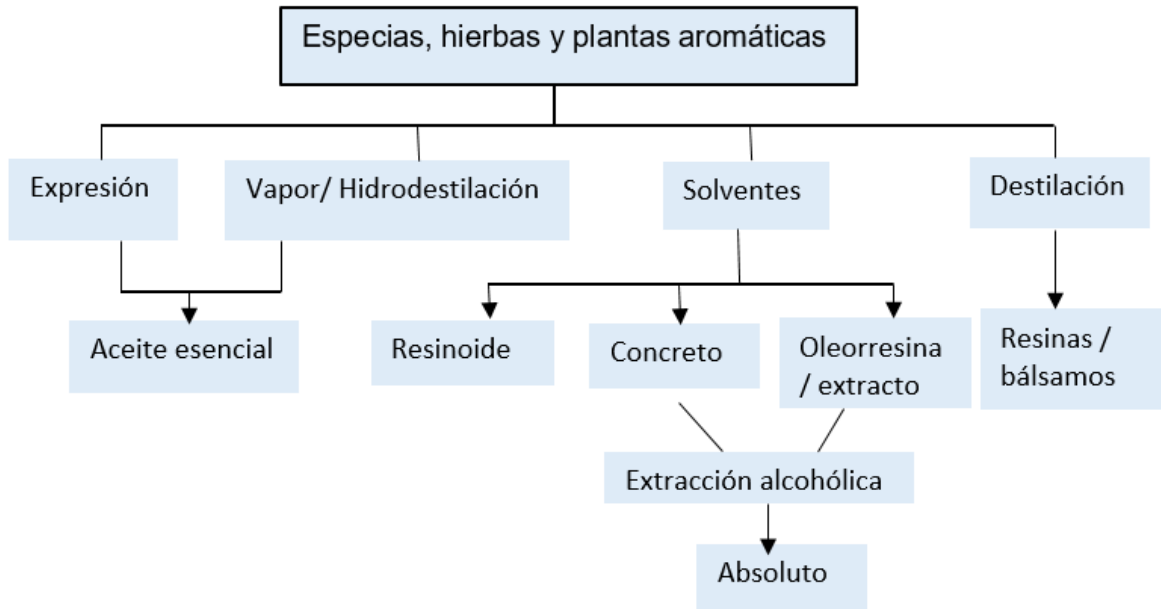 Especias, hierbas y plantas aromáticas
Expresión
Vapor/ Hidrodestilación
Solventes
Destilación
Aceite esencial
Resinoide
Concreto
Oleorresina
/ extracto
Resinas /
bálsamos
Extracción alcohólica
Absoluto